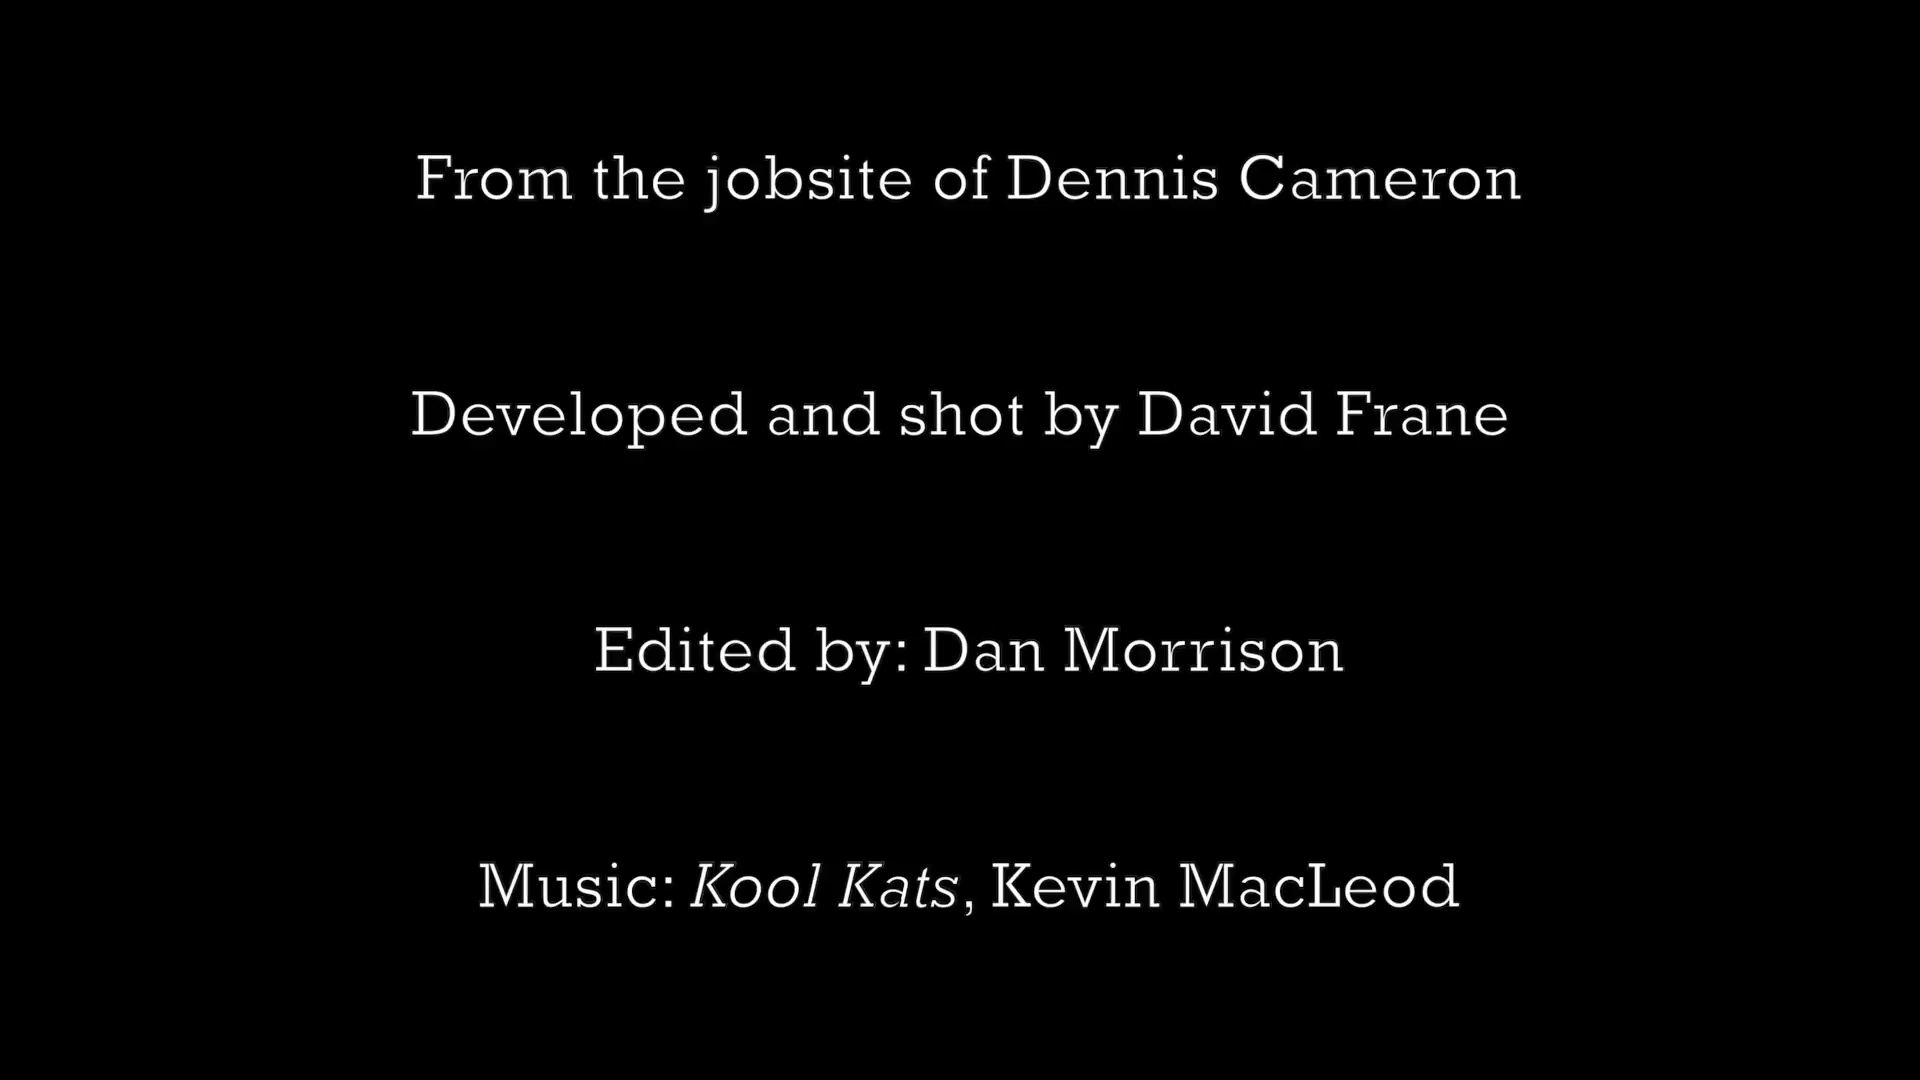 From the jobsite of Dennis Cameron
Developed and shot by David Frane
Edited by: Dan Morrison
Music: Kool Kats, Kevin MacLeod